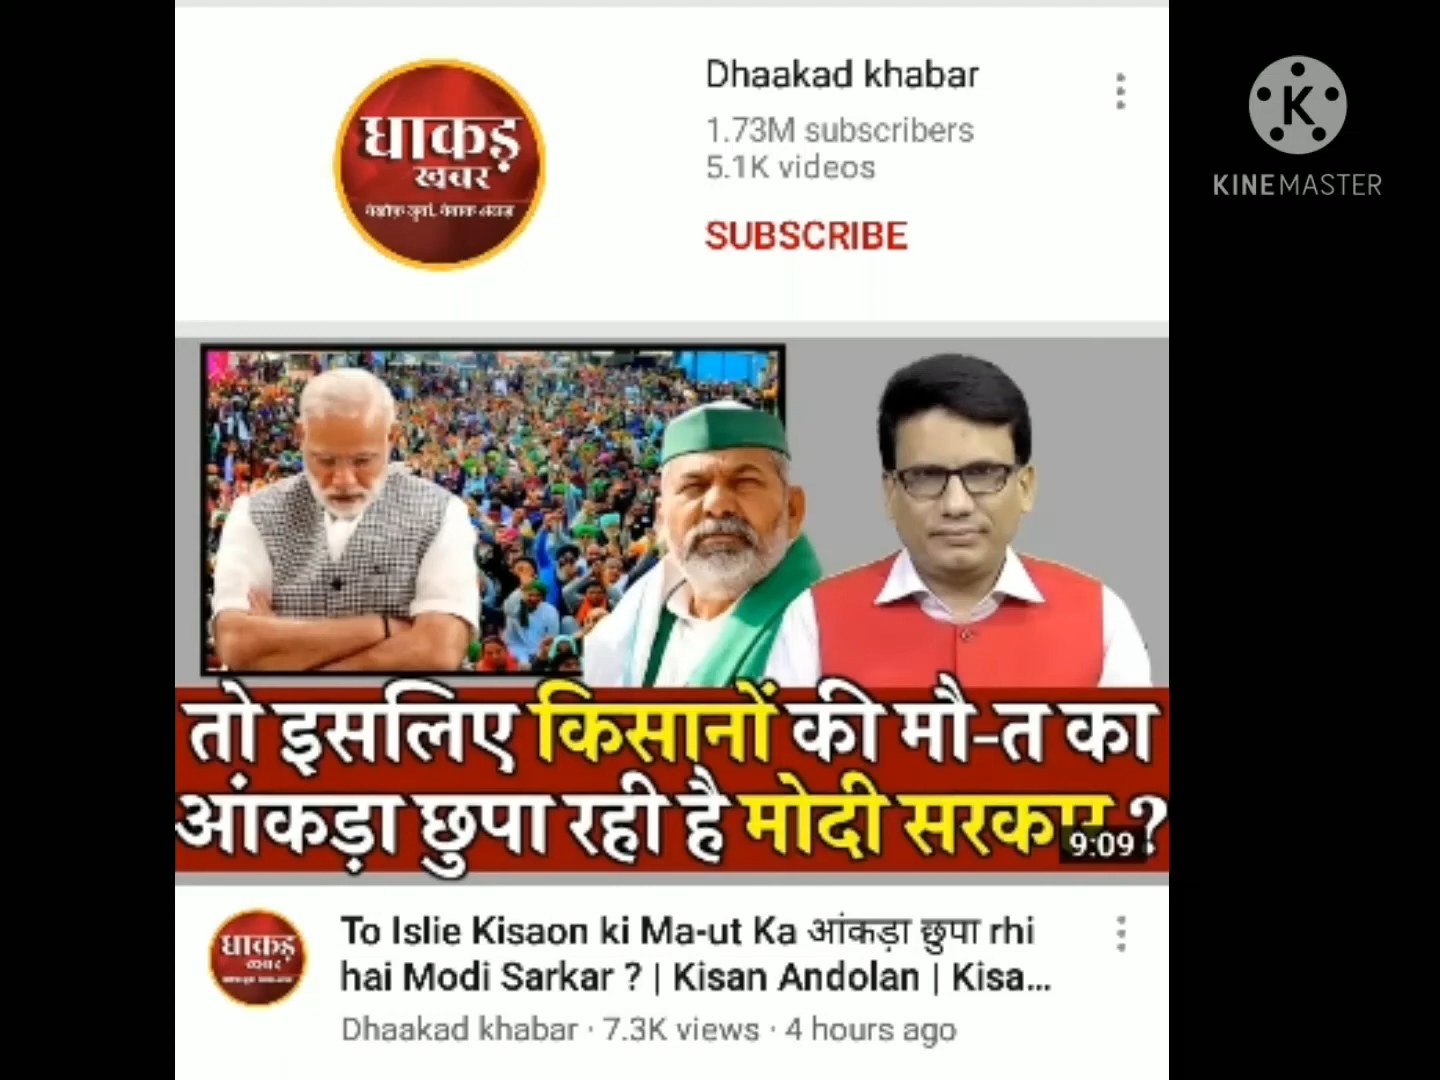 Dhaakad khabar
1.73M subscribers
5.1K videos
SUBSCRIBE
धाकड़
खबर
KINEMASTER
तो इसलिए किसानों की मौ-त का
आंकड़ा छुपा रही है मोदी सरकार ?
9:09
धाकड़
खबर
To Islie Kisaon ki Ma-ut Ka आंकड़ा छुपा rhi
hai Modi Sarkar ? | Kisan Andolan | Kisa...
Dhaakad khabar · 7.3K views · 4 hours ago